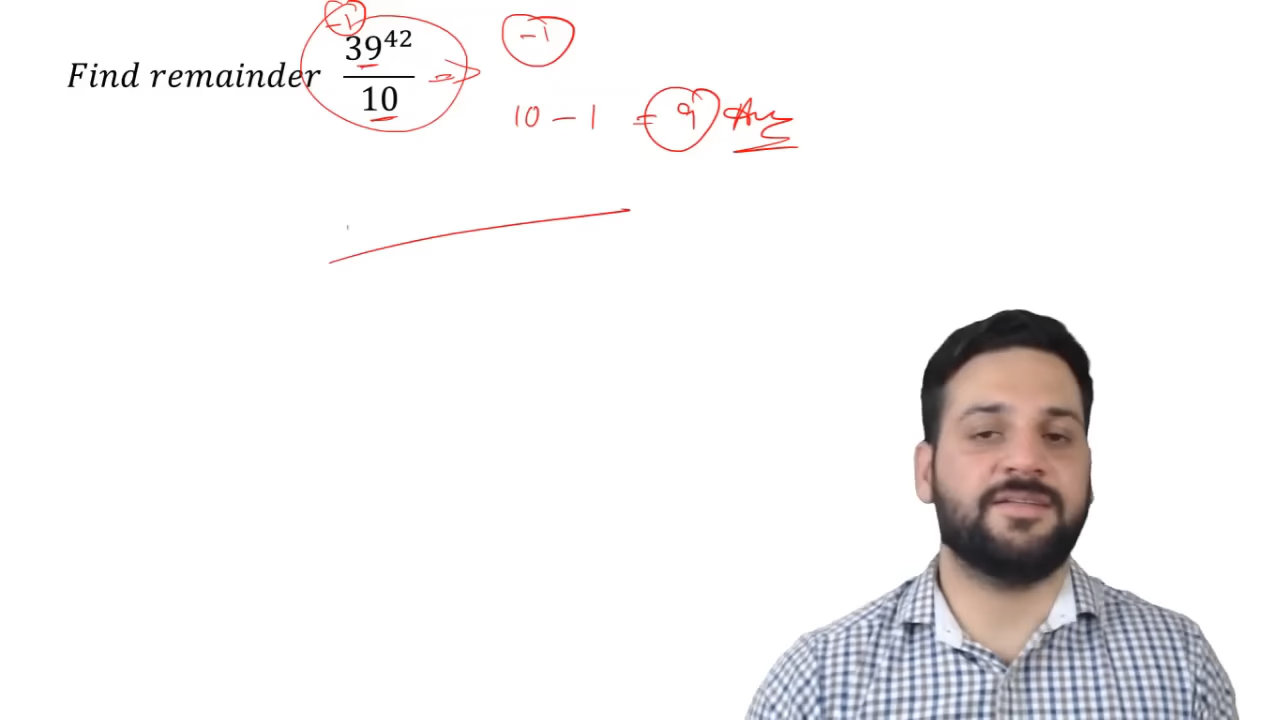 -1
Find remainder 39^42/10 => -1
10 - 1 = 9 Ans